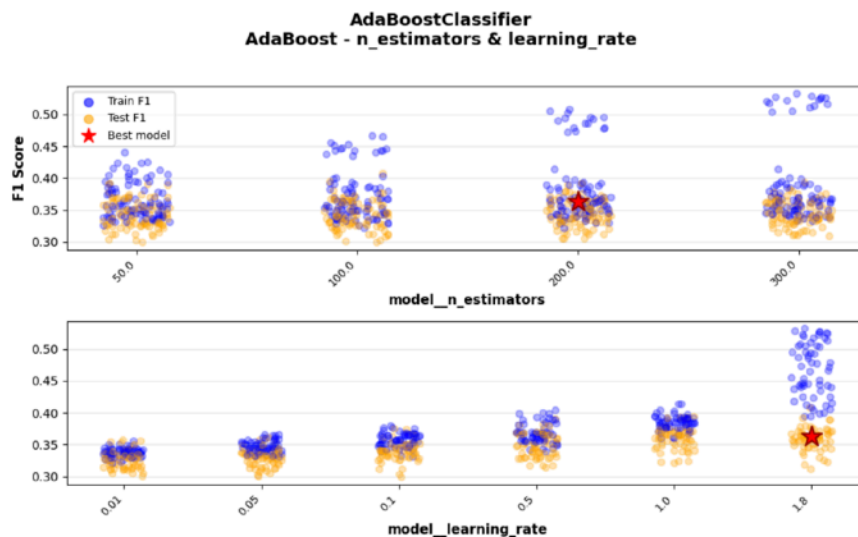 AdaBoostClassifier
AdaBoost - n_estimators & learning_rate
Train F1
Test F1
Best model
F1 Score
0.50
0.45
0.40
0.35
0.30
50.0
100.0
200.0
300.0
model__n_estimators
0.50
0.45
0.40
0.35
0.30
0.01
0.05
0.1
0.5
1.0
1.8
model__learning_rate